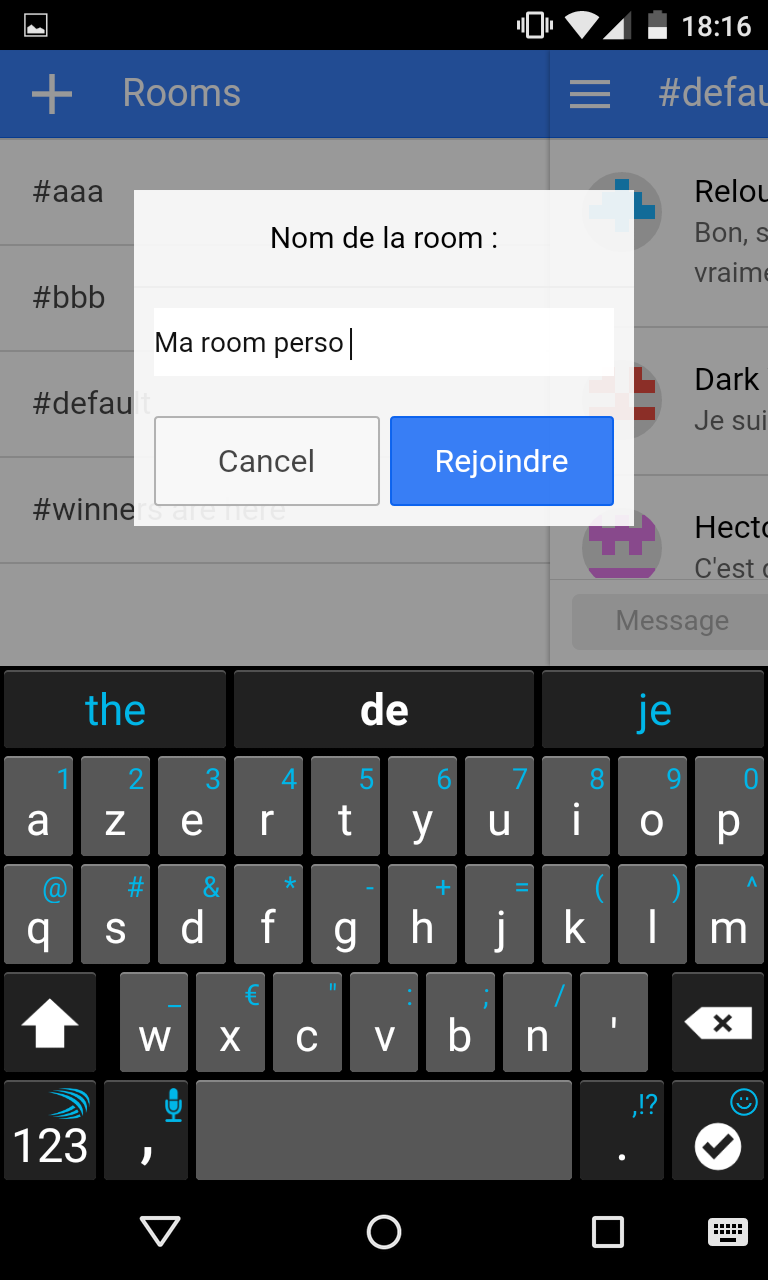 18:16
Rooms
#defau
#aaa
#bbb
#default
#winners are here
Relou
Bon, s
vraime
Dark
Je sui
Hecto
C'est
Message
Nom de la room :
Ma room perso
Cancel
Rejoindre
the de je
1 2 3 4 5 6 7 8 9 0
a z e r t y u i o p
@ # & * - + = ( ) ^
q s d f g h j k l m
_ € " : ; /
w x c v b n '
,!?
123 , .